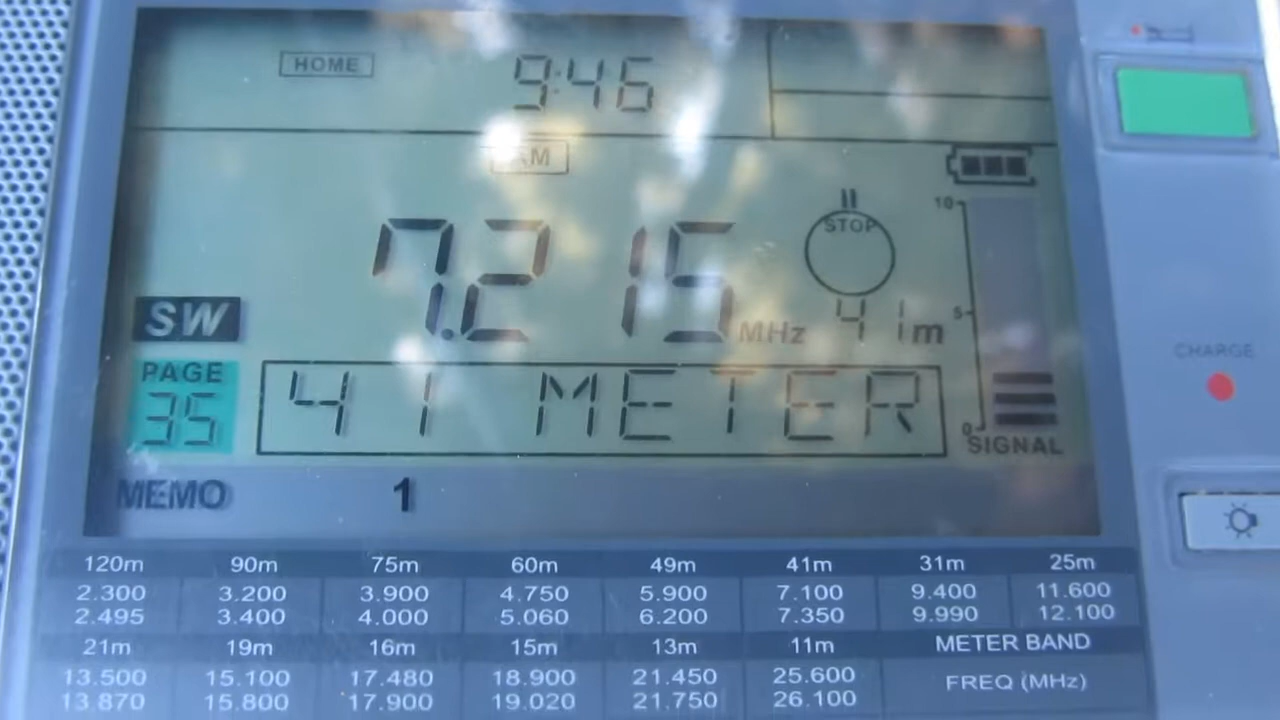 HOME 9:46
AM
10
STOP
7.215 MHz 41m
SW
5
PAGE
35
41 METER
0
SIGNAL
CHARGE
MEMO 1
120m 90m 75m 60m 49m 41m 31m 25m
2.300 3.200 3.900 4.750 5.900 7.100 9.400 11.600
2.495 3.400 4.000 5.060 6.200 7.350 9.990 12.100
21m 19m 16m 15m 13m 11m METER BAND
13.500 15.100 17.480 18.900 21.450 25.600 FREQ (MHz)
13.870 15.800 17.900 19.020 21.750 26.100